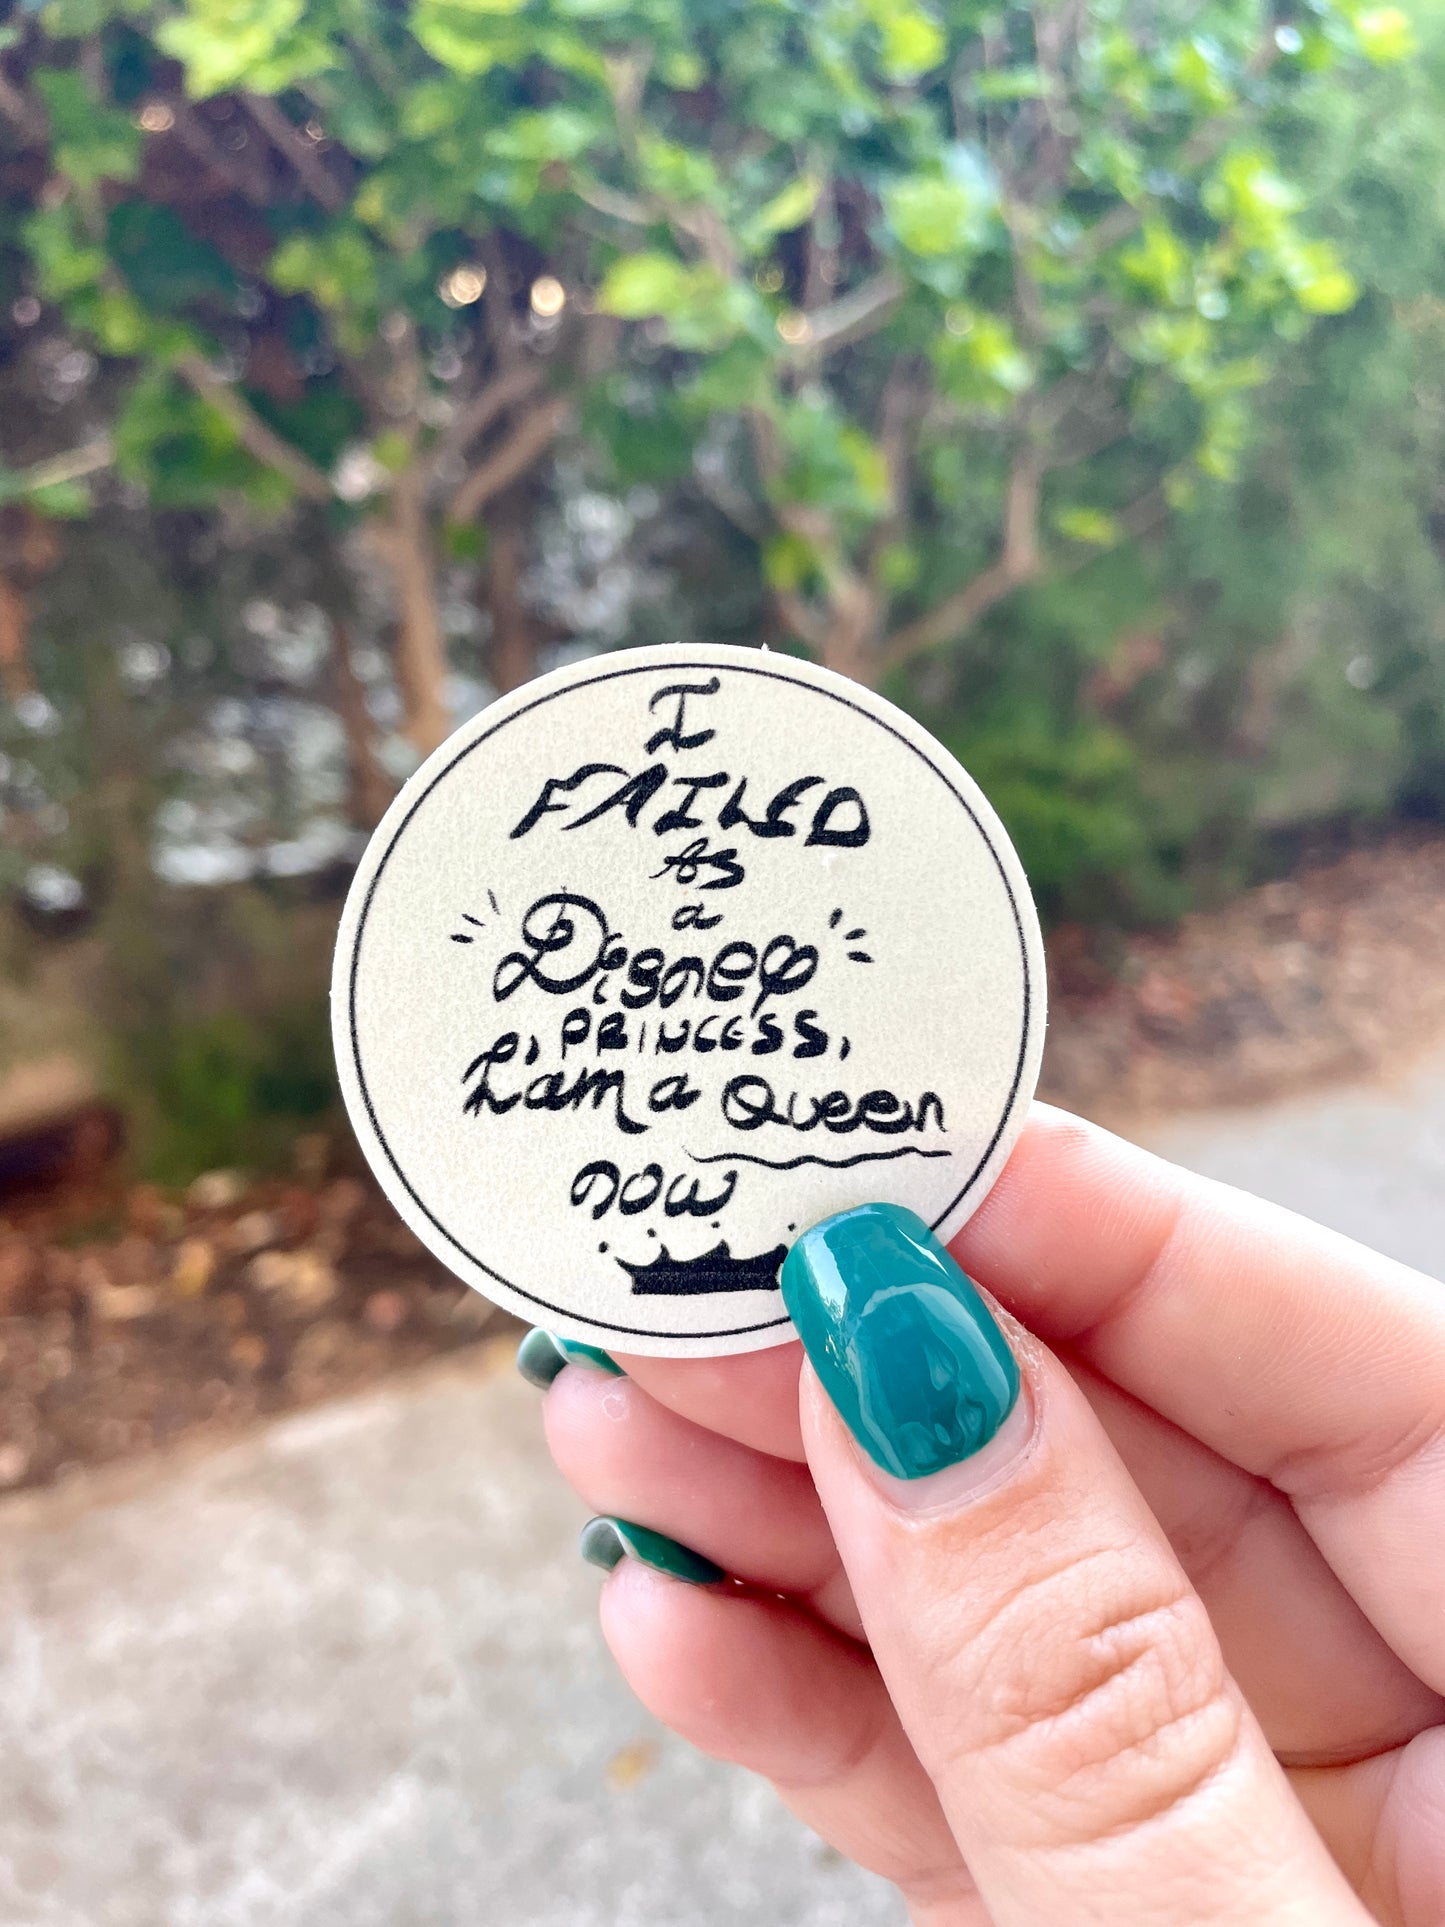 I
FAILED
As
a
Disney
PRINCESS,
I am a Queen
now